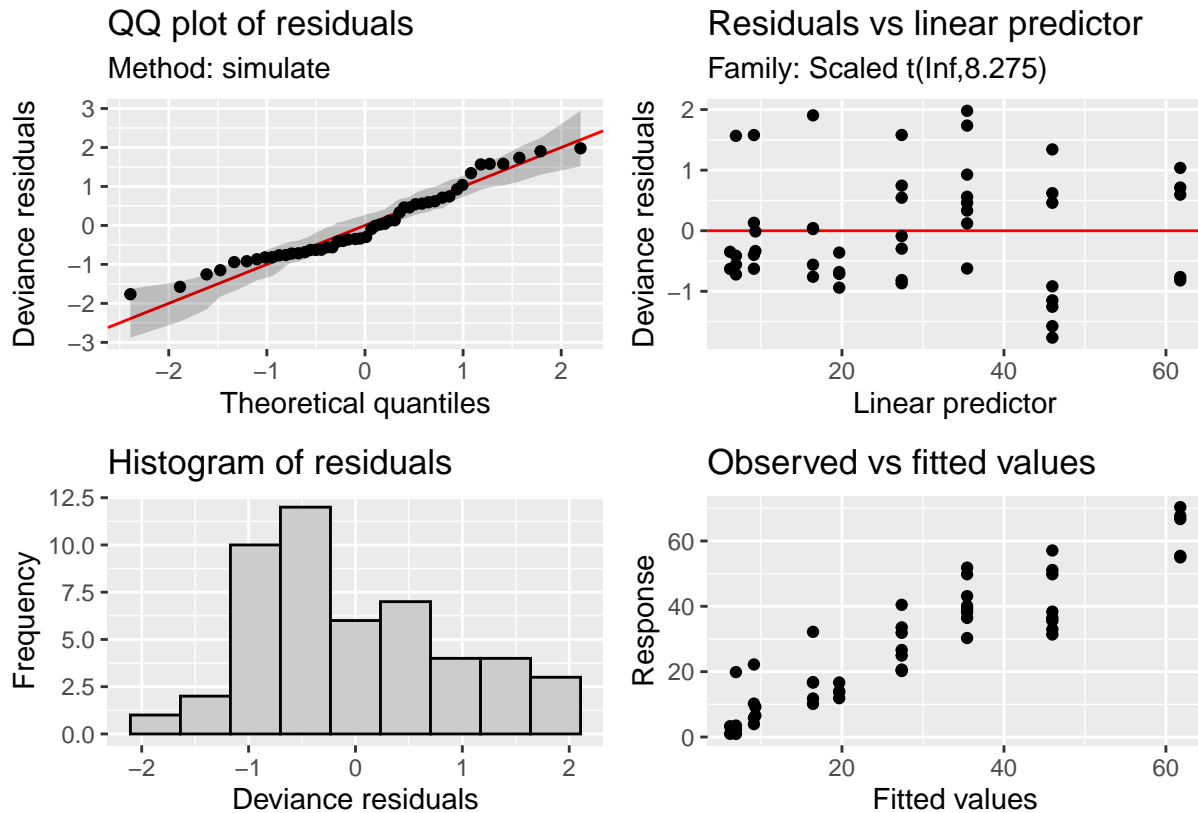 QQ plot of residuals
Method: simulate
3
2
1
0
−1
−2
−3
Deviance residuals
−2
−1
0
1
2
Theoretical quantiles
Residuals vs linear predictor
Family: Scaled t(Inf,8.275)
2
1
0
−1
Deviance residuals
20
40
60
Linear predictor
Histogram of residuals
12.5
10.0
7.5
5.0
2.5
0.0
Frequency
−2
−1
0
1
2
Deviance residuals
Observed vs fitted values
60
40
20
0
Response
20
40
60
Fitted values